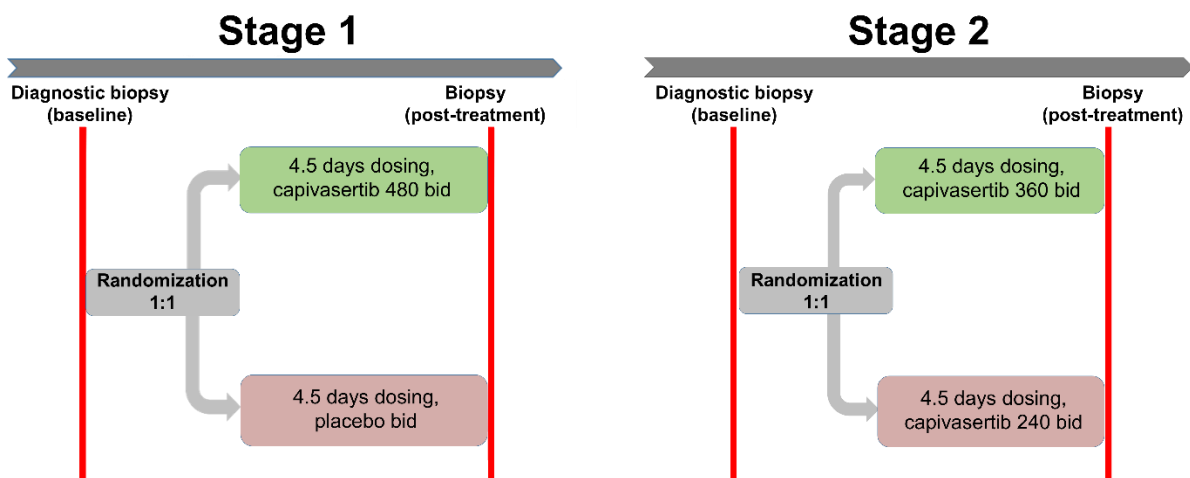 Stage 1
Diagnostic biopsy
(baseline)
Biopsy
(post-treatment)
4.5 days dosing,
capivasertib 480 bid
Randomization
1:1
4.5 days dosing,
placebo bid
Stage 2
Diagnostic biopsy
(baseline)
Biopsy
(post-treatment)
4.5 days dosing,
capivasertib 360 bid
Randomization
1:1
4.5 days dosing,
capivasertib 240 bid